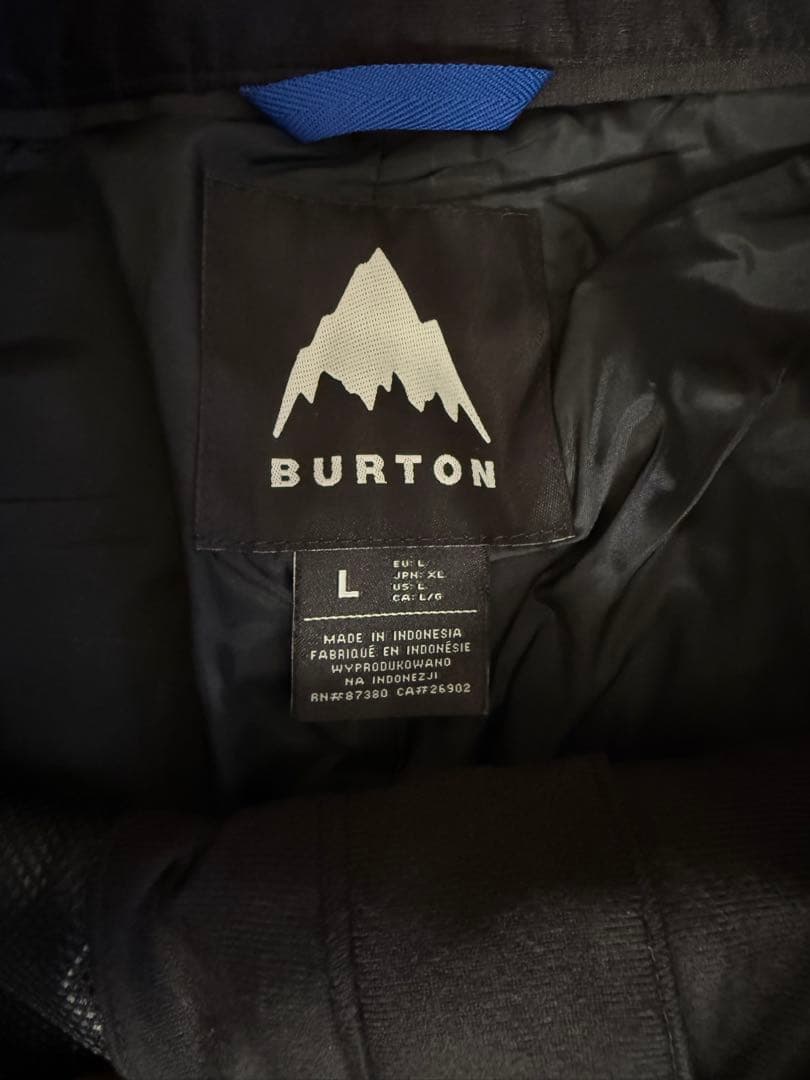 BURTON
L
EU: L
JPN: XL
US: L
CA: L/G
MADE IN INDONESIA
FABRIQUÉ EN INDONÉSIE
WYPRODUKOWANO
NA INDONEZJI
RN#87380 CA#26902